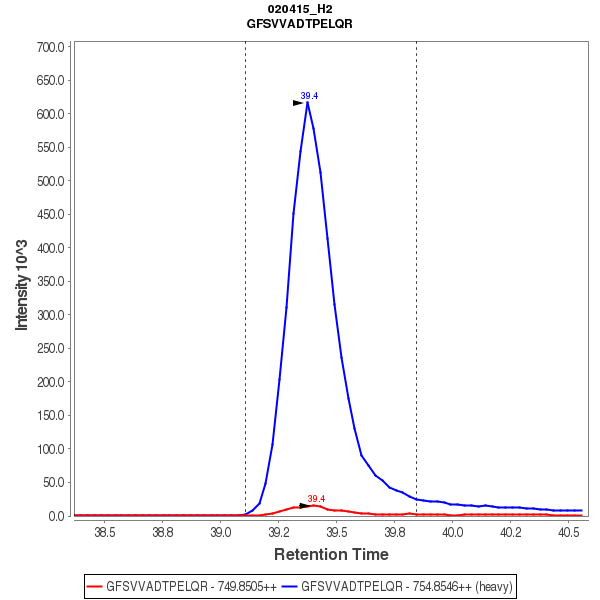 020415_H2
GFSVVADTPELQR
700.0
650.0
600.0
550.0
500.0
450.0
400.0
350.0
300.0
250.0
200.0
150.0
100.0
50.0
0.0
Intensity 10^3
39.4
39.4
38.5 38.8 39.0 39.2 39.5 39.8 40.0 40.2 40.5
Retention Time
GFSVVADTPELQR - 749.8505++ GFSVVADTPELQR - 754.8546++ (heavy)